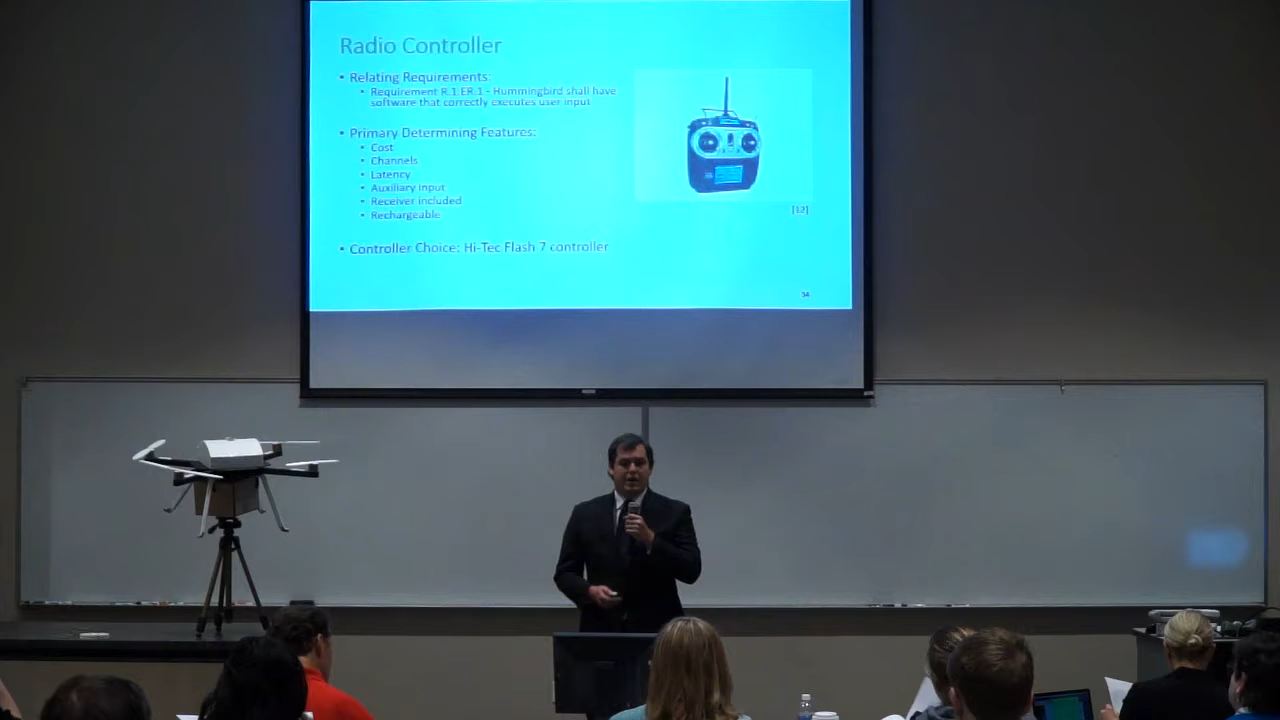 Radio Controller
• Relating Requirements:
• Requirement R.1.ER.1 - Hummingbird shall have
software that correctly executes user input
• Primary Determining Features:
• Cost
• Channels
• Latency
• Auxiliary input
• Receiver included
• Rechargeable
[12]
• Controller Choice: Hi-Tec Flash 7 controller
34